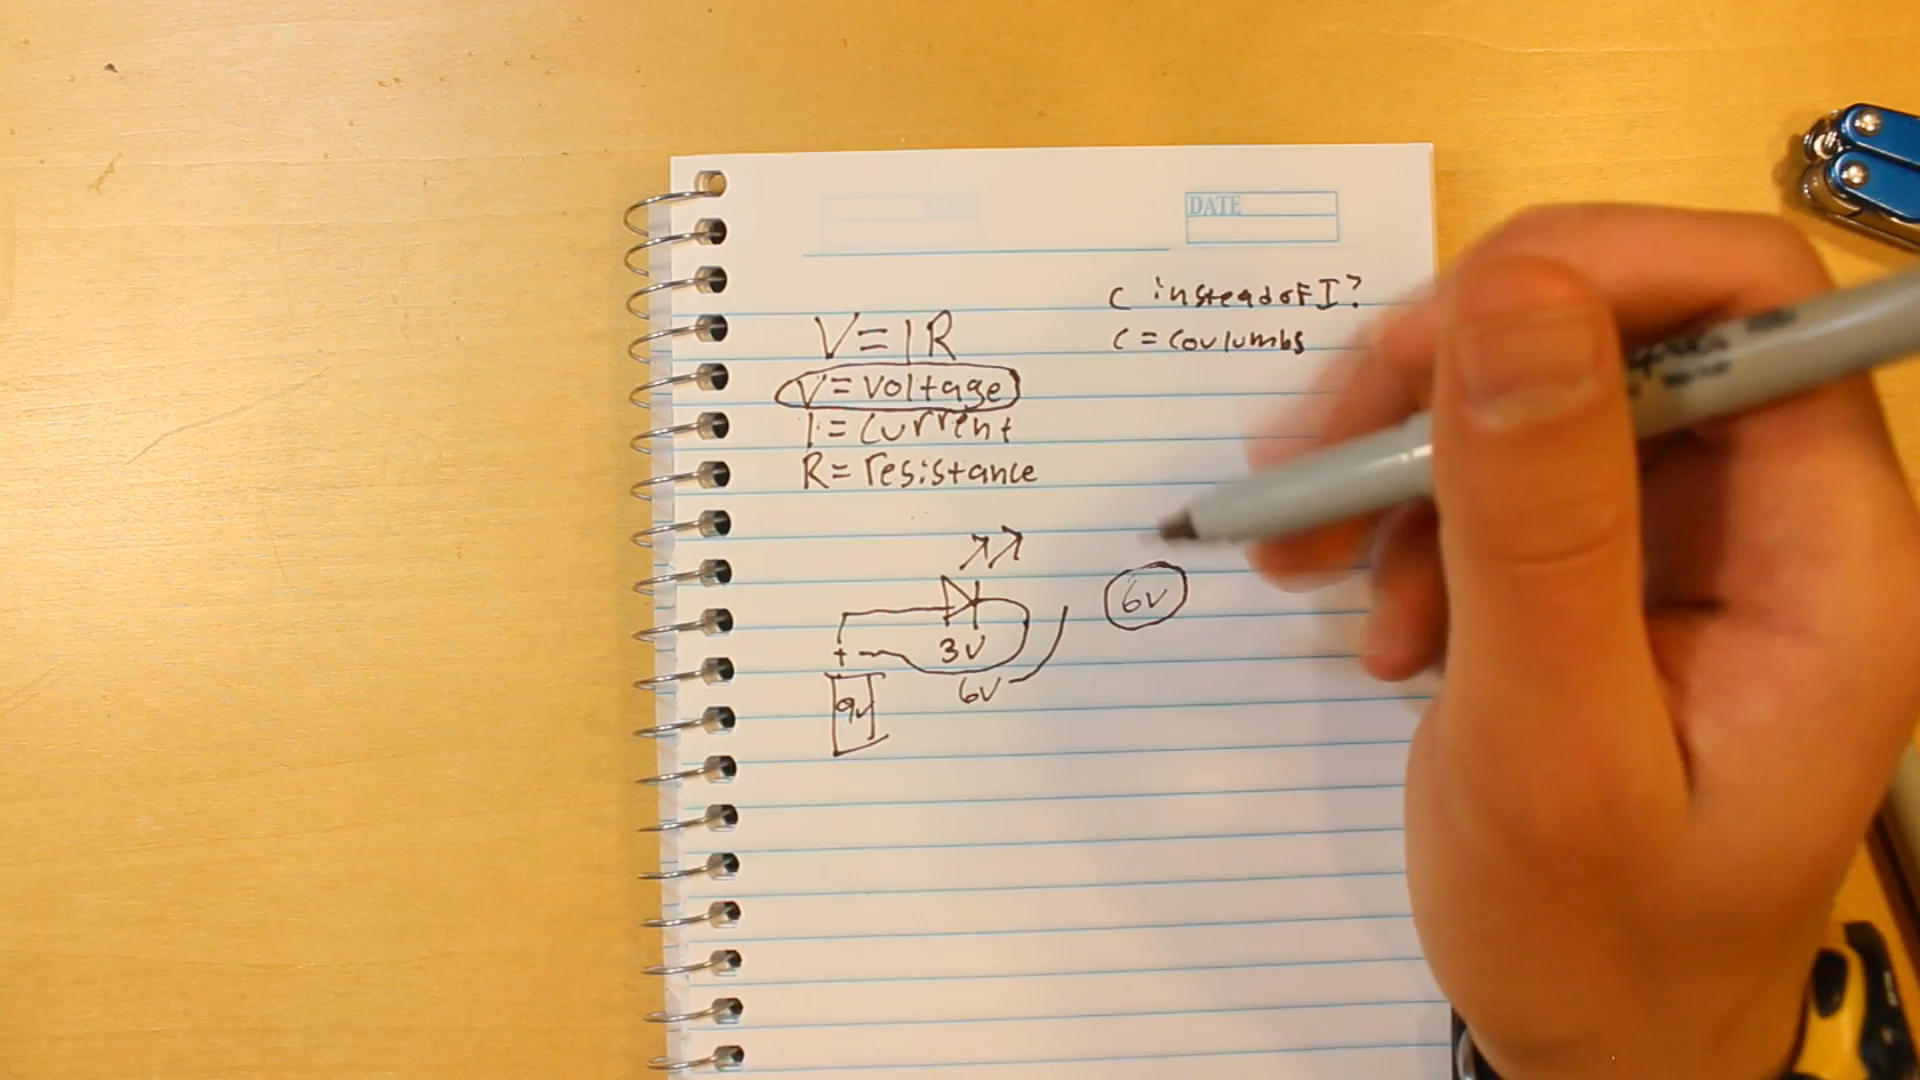 DATE
C instead of I?
C = Coulumbs
V=IR
V=voltage
I=current
R=resistance
6v
3v
+ -
6v
9v